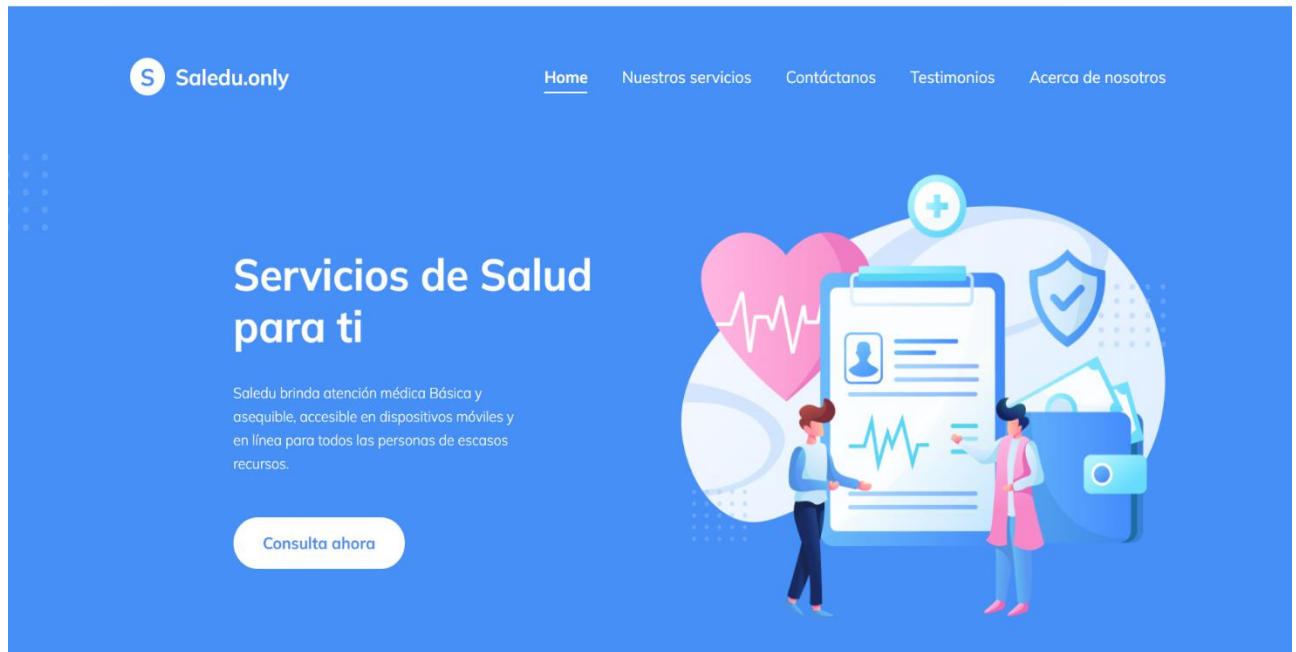 S Saledu.only
Home Nuestros servicios Contáctanos Testimonios Acerca de nosotros
Servicios de Salud
para ti
Saledu brinda atención médica Básica y
asequible, accesible en dispositivos móviles y
en línea para todos las personas de escasos
recursos.
Consulta ahora